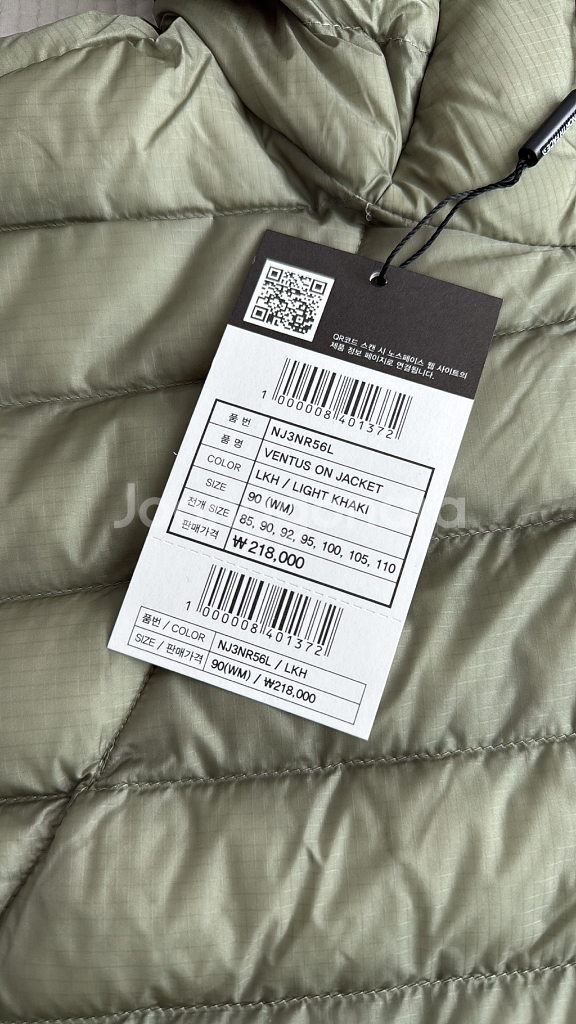 THE NORTH FACE
QR코드 스캔 시 노스페이스 웹 사이트의
제품 정보 페이지로 연결됩니다.
1 000008 401372
품 번 NJ3NR56L
품 명 VENTUS ON JACKET
COLOR LKH / LIGHT KHAKI
SIZE 90 (WM)
전개 SIZE 85, 90, 92, 95, 100, 105, 110
판매가격 ₩218,000
1 000008 401372
품번 / COLOR NJ3NR56L / LKH
SIZE / 판매가격 90(WM) / ₩218,000